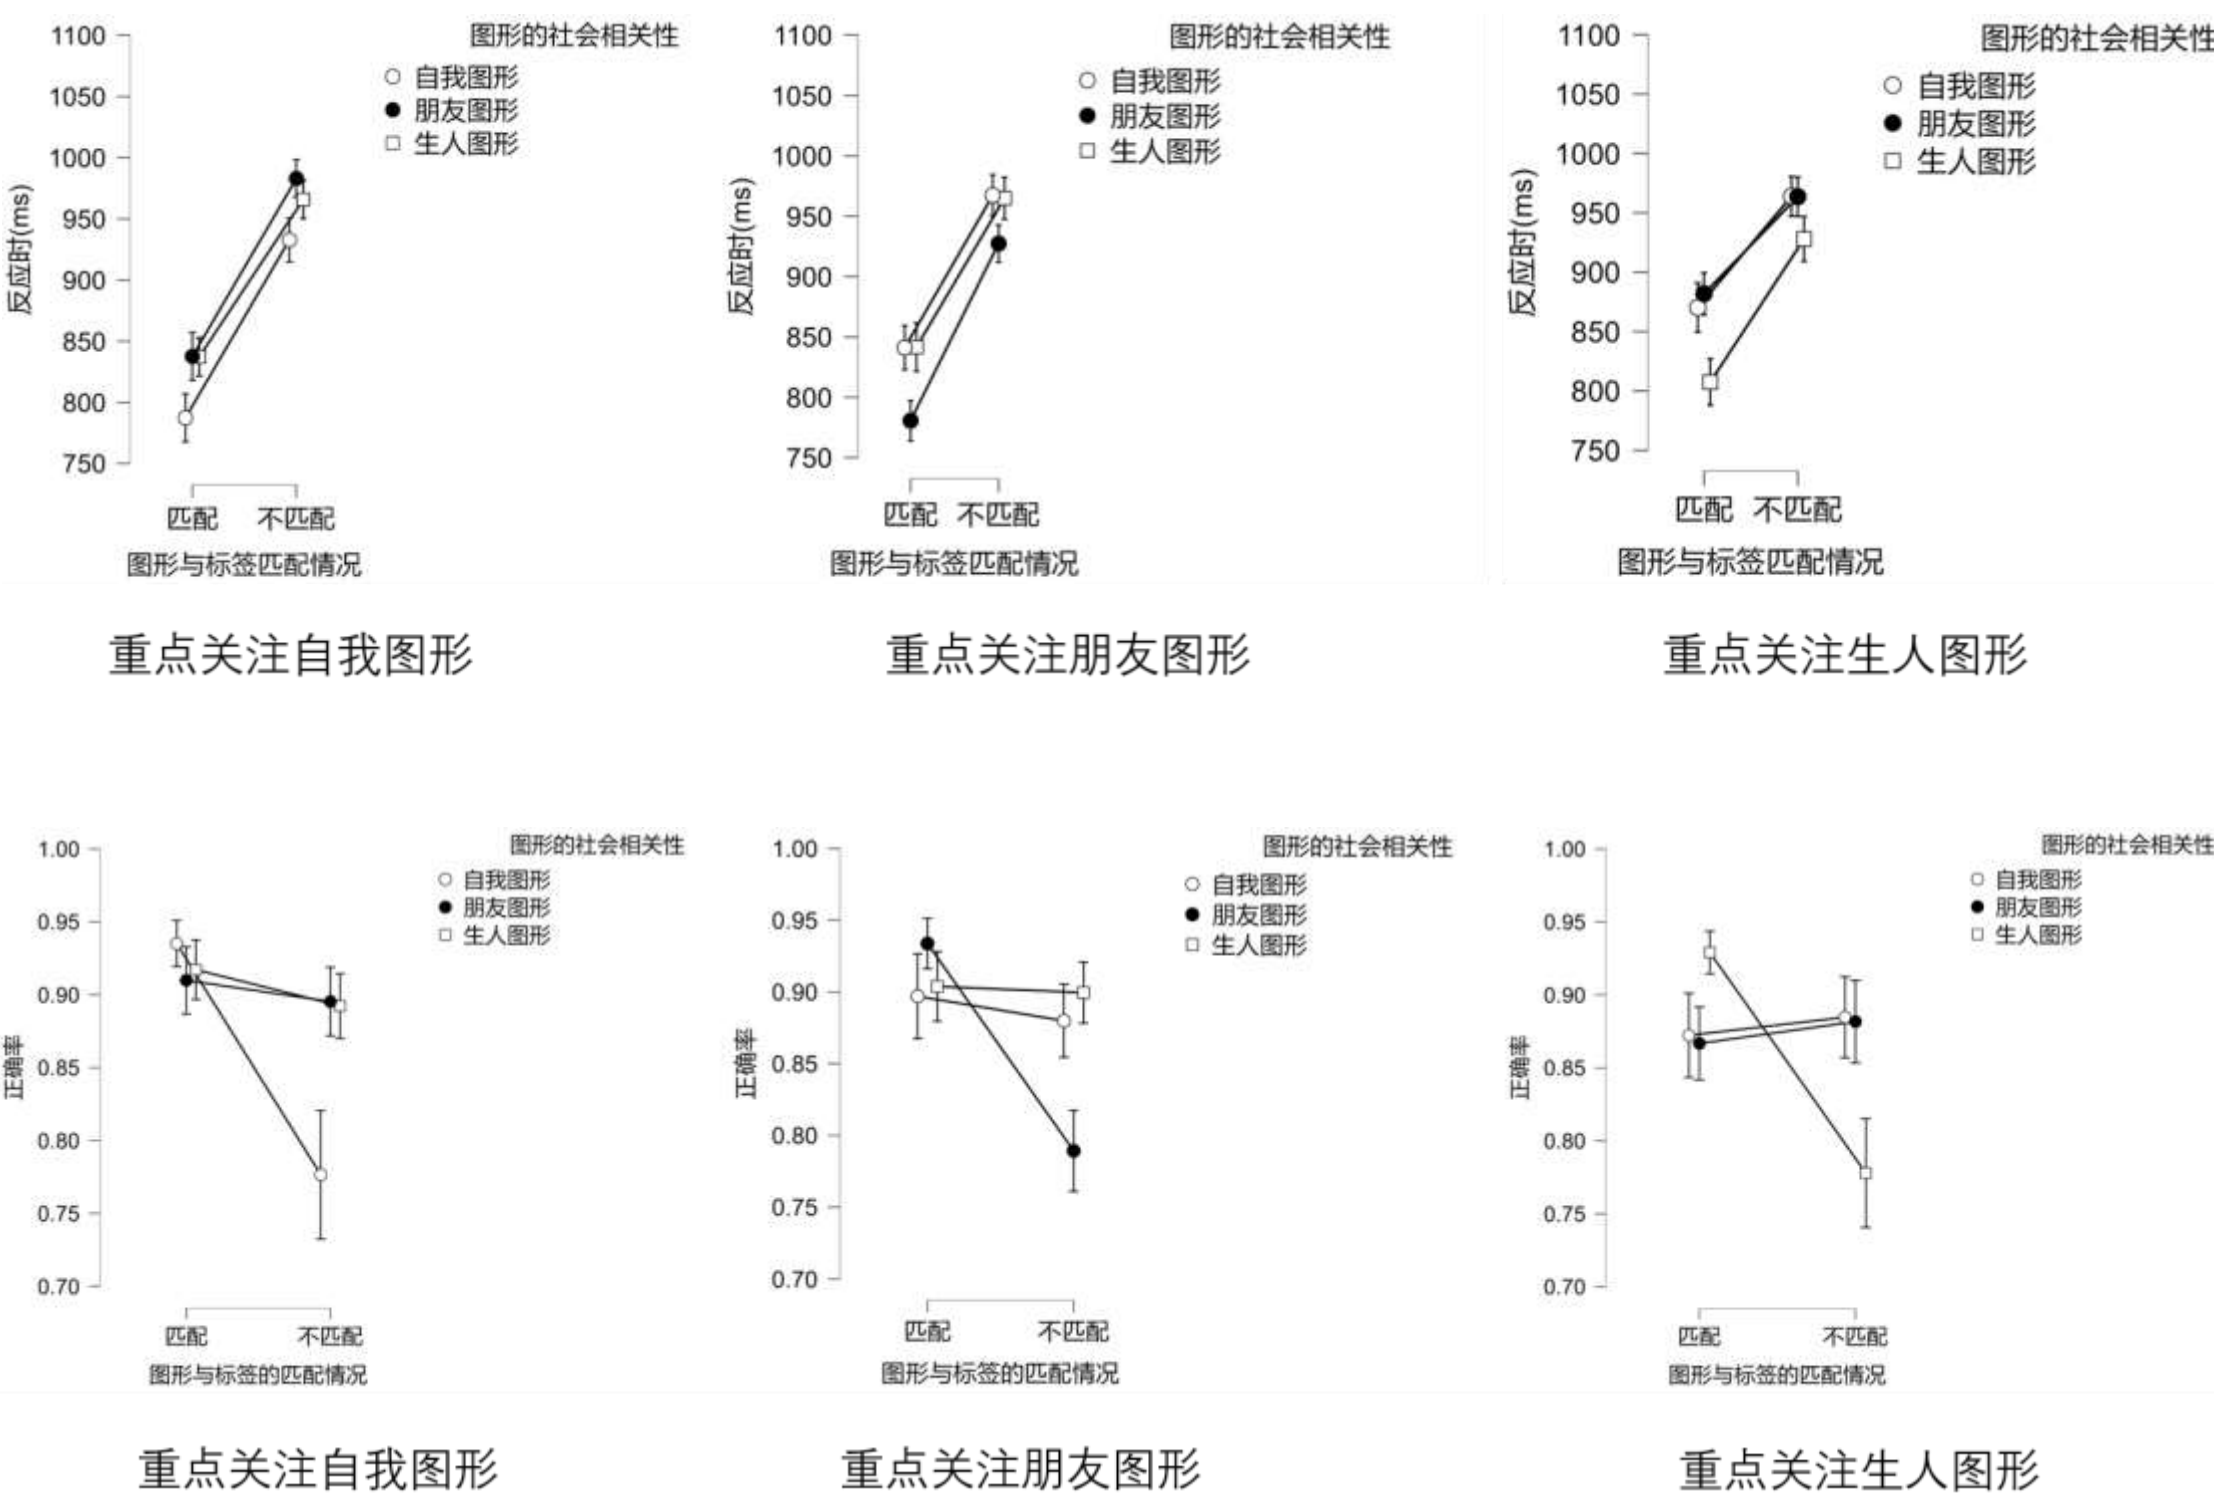 图形的社会相关性
自我图形
朋友图形
生人图形
1100
1050
1000
950
900
850
800
750
反应时(ms)
匹配 不匹配
图形与标签匹配情况
重点关注自我图形
图形的社会相关性
自我图形
朋友图形
生人图形
1100
1050
1000
950
900
850
800
750
反应时(ms)
匹配 不匹配
图形与标签匹配情况
重点关注朋友图形
图形的社会相关性
自我图形
朋友图形
生人图形
1100
1050
1000
950
900
850
800
750
反应时(ms)
匹配 不匹配
图形与标签匹配情况
重点关注生人图形
图形的社会相关性
自我图形
朋友图形
生人图形
1.00
0.95
0.90
0.85
0.80
0.75
0.70
正确率
匹配 不匹配
图形与标签的匹配情况
重点关注自我图形
图形的社会相关性
自我图形
朋友图形
生人图形
1.00
0.95
0.90
0.85
0.80
0.75
0.70
正确率
匹配 不匹配
图形与标签的匹配情况
重点关注朋友图形
图形的社会相关性
自我图形
朋友图形
生人图形
1.00
0.95
0.90
0.85
0.80
0.75
0.70
正确率
匹配 不匹配
图形与标签的匹配情况
重点关注生人图形